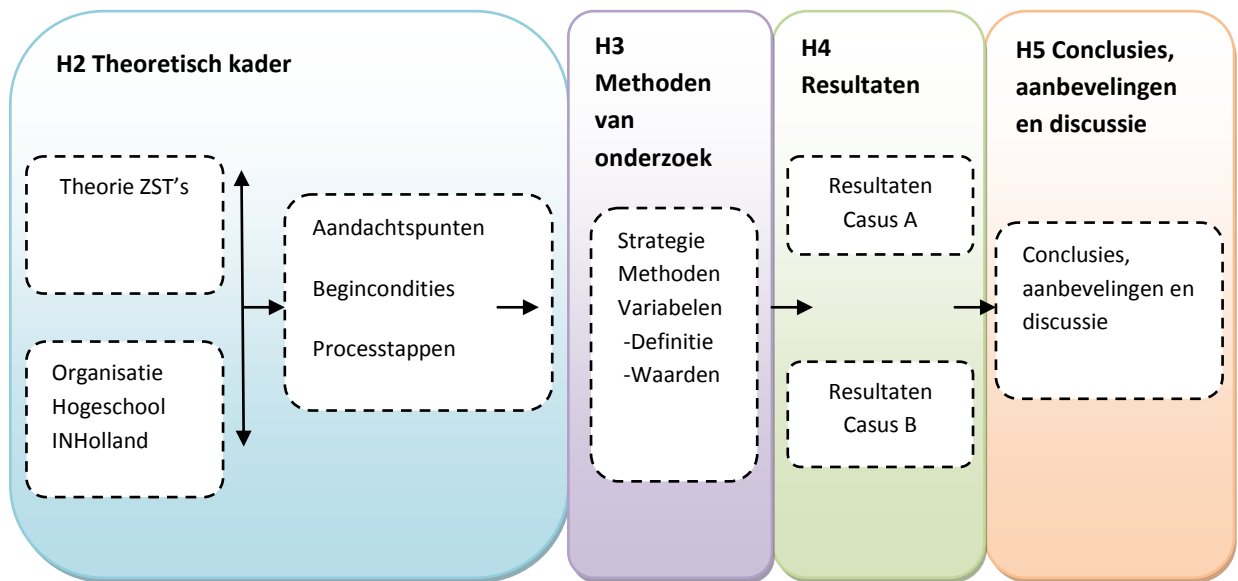 H2 Theoretisch kader
Theorie ZST’s
Organisatie
Hogeschool
INHolland
Aandachtspunten
Begincondities
Processtappen
H3
Methoden
van
onderzoek
Strategie
Methoden
Variabelen
-Definitie
-Waarden
H4
Resultaten
Resultaten
Casus A
Resultaten
Casus B
H5 Conclusies,
aanbevelingen
en discussie
Conclusies,
aanbevelingen en
discussie